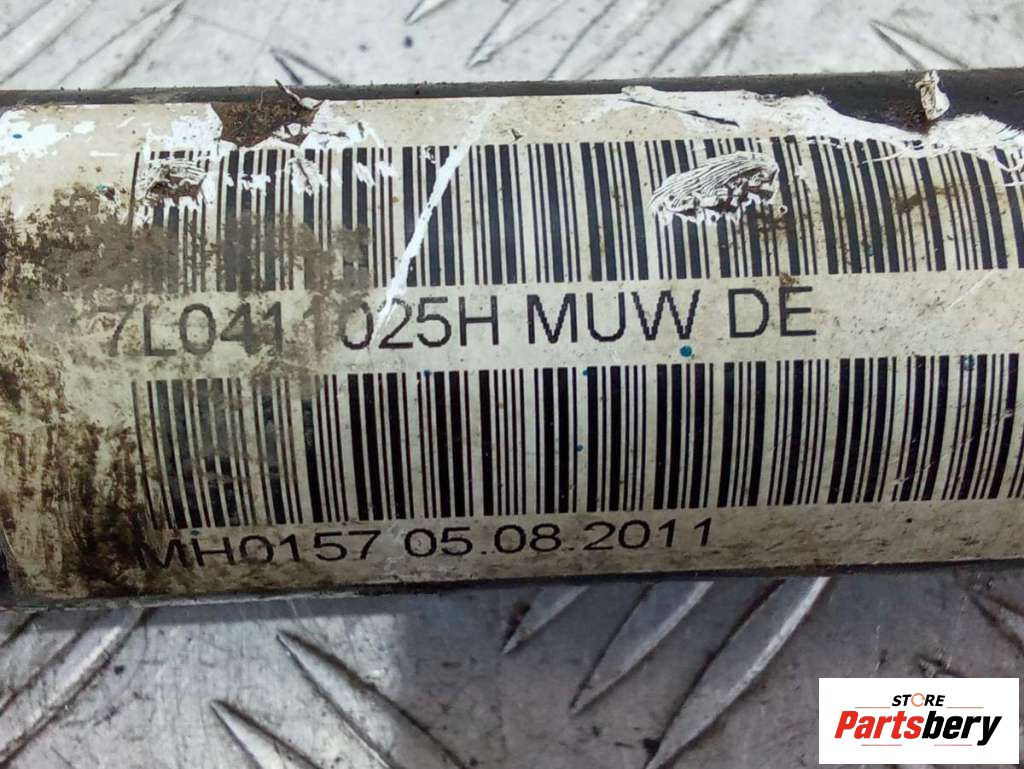 7L0411025H MUW DE
MH0157 05.08.2011
STORE
Partsbery